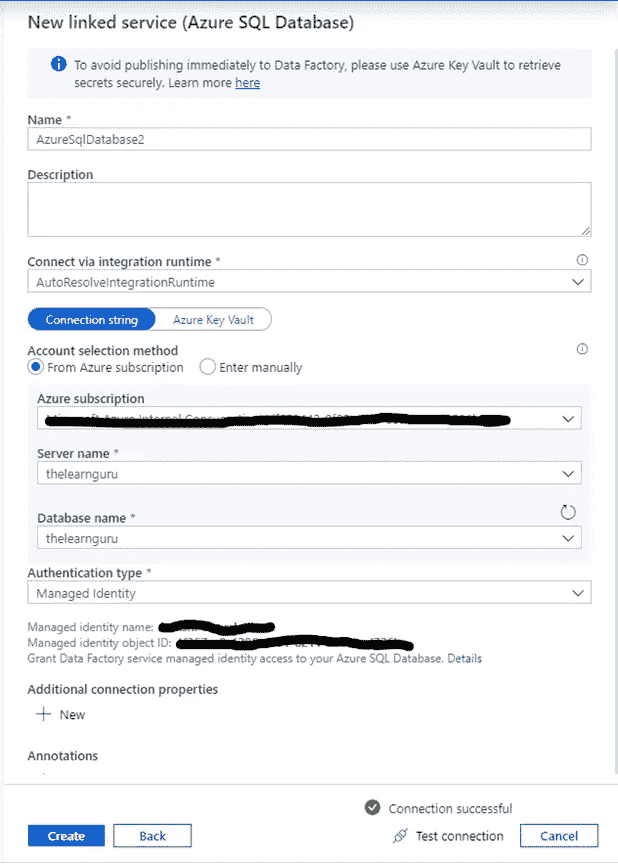 New linked service (Azure SQL Database)
To avoid publishing immediately to Data Factory, please use Azure Key Vault to retrieve
secrets securely. Learn more here
Name *
AzureSqlDatabase2
Description
Connect via integration runtime *
AutoResolveIntegrationRuntime
Connection string Azure Key Vault
Account selection method
From Azure subscription Enter manually
Azure subscription
Server name *
thelearnguru
Database name *
thelearnguru
Authentication type *
Managed Identity
Managed identity name:
Managed identity object ID:
Grant Data Factory service managed identity access to your Azure SQL Database. Details
Additional connection properties
New
Annotations
Connection successful
Create Back Test connection Cancel